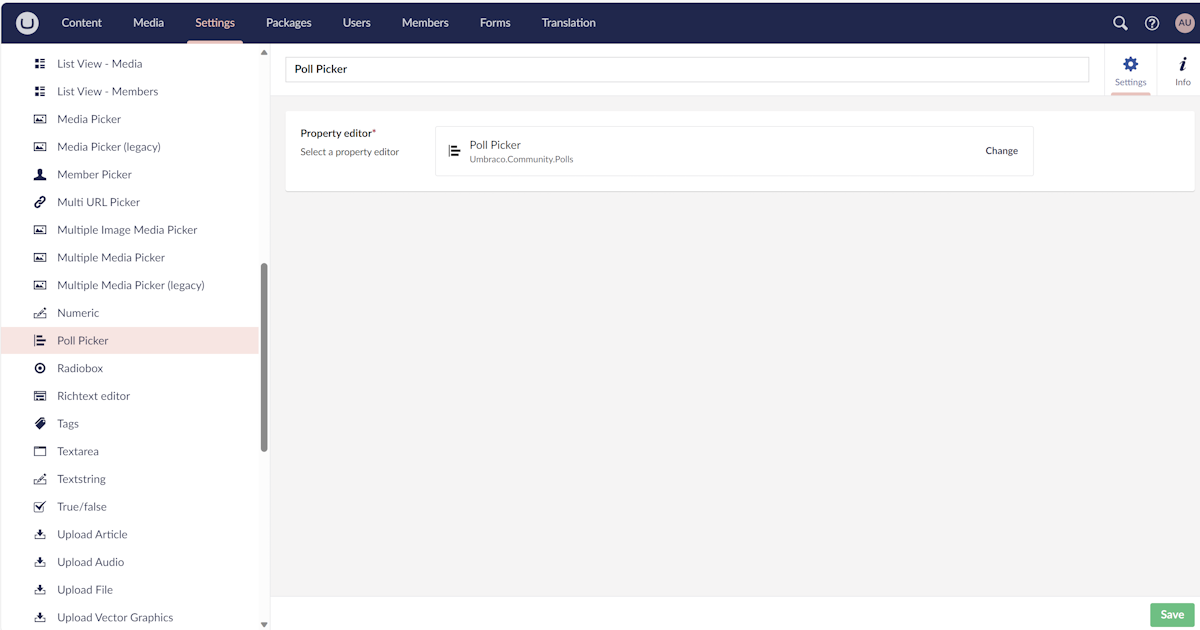 Content Media Settings Packages Users Members Forms Translation AU
List View - Media
List View - Members
Media Picker
Media Picker (legacy)
Member Picker
Multi URL Picker
Multiple Image Media Picker
Multiple Media Picker
Multiple Media Picker (legacy)
Numeric
Poll Picker
Radiobox
Richtext editor
Tags
Textarea
Textstring
True/false
Upload Article
Upload Audio
Upload File
Upload Vector Graphics
Poll Picker
Settings Info
Property editor*
Select a property editor
Poll Picker
Umbraco.Community.Polls
Change
Save